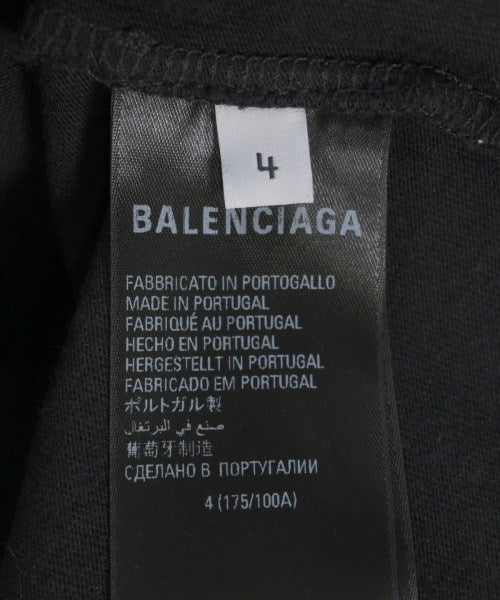 4
BALENCIAGA
FABBRICATO IN PORTOGALLO
MADE IN PORTUGAL
FABRIQUÉ AU PORTUGAL
HECHO EN PORTUGAL
HERGESTELLT IN PORTUGAL
FABRICADO EM PORTUGAL
ポルトガル製
صنع في البرتغال
葡萄牙制造
СДЕЛАНО В ПОРТУГАЛИИ
4 (175/100A)